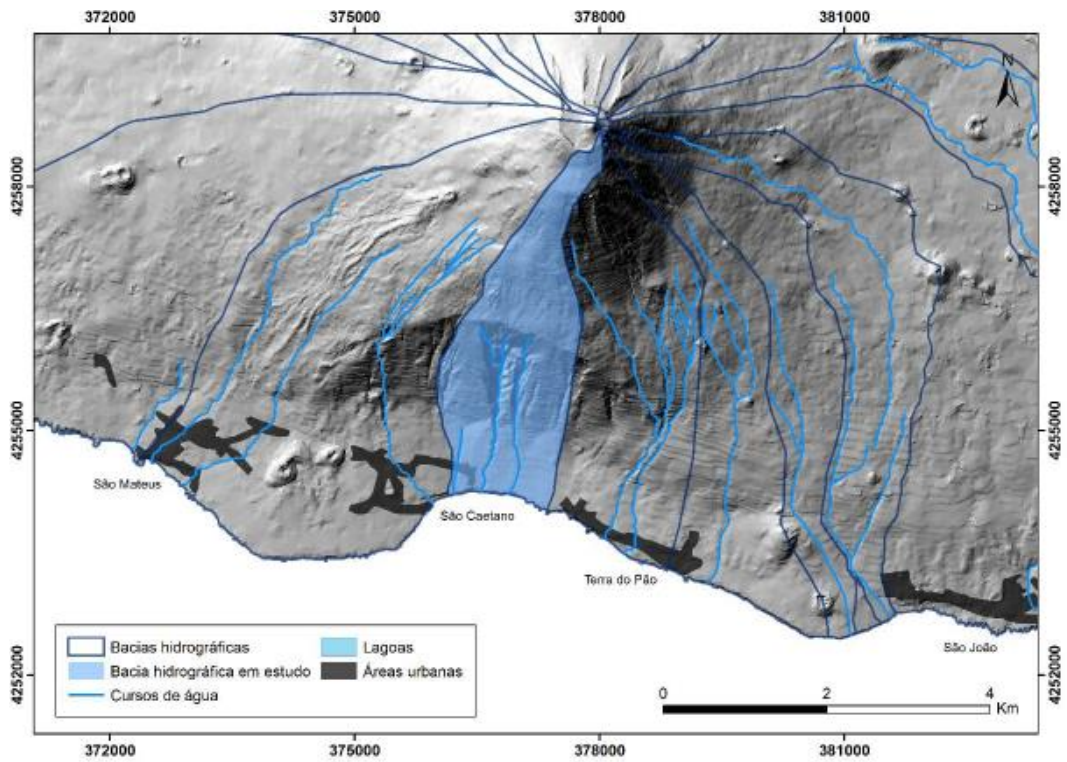 372000 375000 378000 381000
N
4258000 4258000
4255000 4255000
São Mateus
São Caetano
Terra do Pão
São João
4252000 4252000
Bacias hidrográficas
Lagoas
Bacia hidrográfica em estudo
Áreas urbanas
Cursos de água
0 2 4
Km
372000 375000 378000 381000